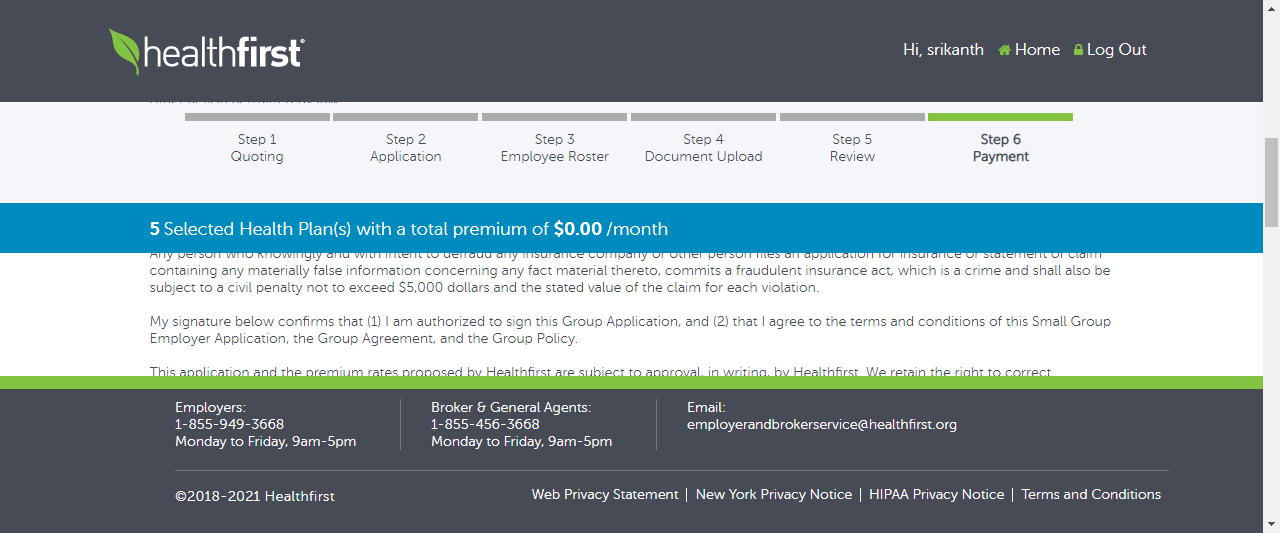 healthfirst
Hi, srikanth Home Log Out
Step 1 Step 2 Step 3 Step 4 Step 5 Step 6
Quoting Application Employee Roster Document Upload Review Payment
5 Selected Health Plan(s) with a total premium of $0.00 /month
Any person who knowingly and with intent to defraud any insurance company or other person files an application for insurance or statement of claim
containing any materially false information concerning any fact material thereto, commits a fraudulent insurance act, which is a crime and shall also be
subject to a civil penalty not to exceed $5,000 dollars and the stated value of the claim for each violation.
My signature below confirms that (1) I am authorized to sign this Group Application, and (2) that I agree to the terms and conditions of this Small Group
Employer Application, the Group Agreement, and the Group Policy.
This application and the premium rates proposed by Healthfirst are subject to approval, in writing, by Healthfirst. We retain the right to correct
Employers: Broker & General Agents: Email:
1-855-949-3668 1-855-456-3668 employerandbrokerservice@healthfirst.org
Monday to Friday, 9am-5pm Monday to Friday, 9am-5pm
©2018-2021 Healthfirst Web Privacy Statement | New York Privacy Notice | HIPAA Privacy Notice | Terms and Conditions